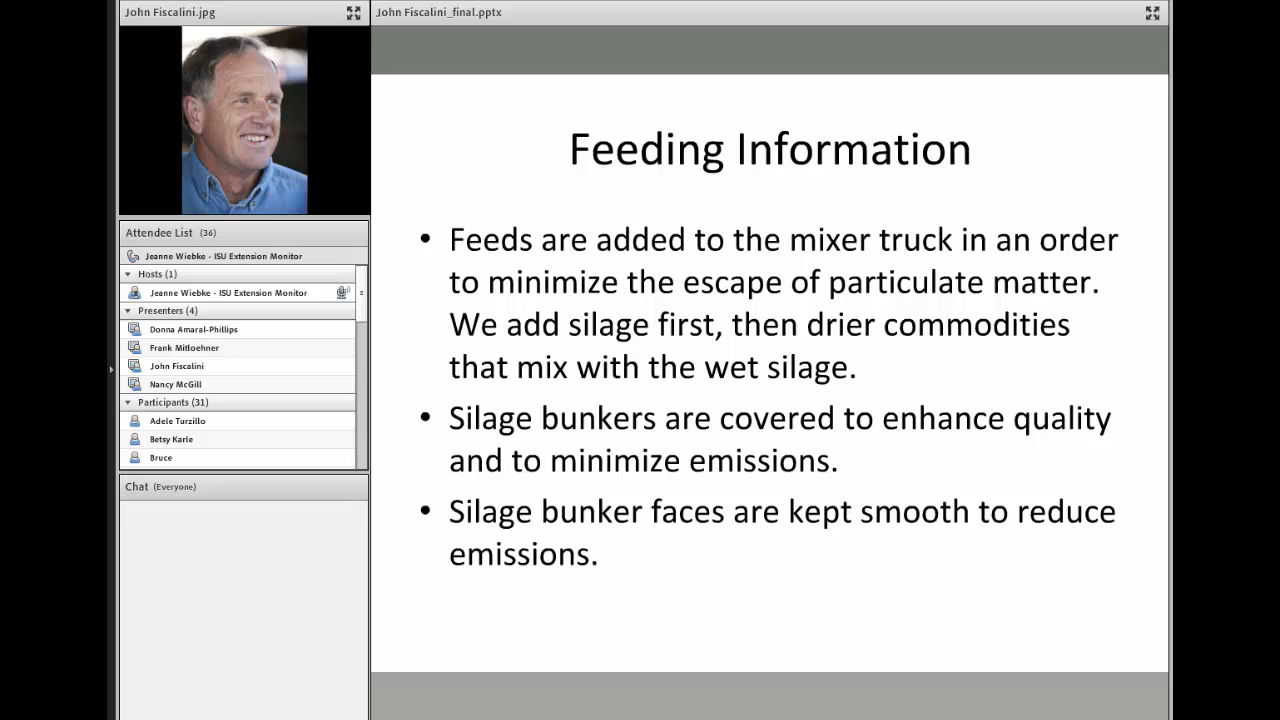 John Fiscalini.jpg
Attendee List (36)
Jeanne Wiebke - ISU Extension Monitor
Hosts (1)
Jeanne Wiebke - ISU Extension Monitor
Presenters (4)
Donna Amaral-Phillips
Frank Mitloehner
John Fiscalini
Nancy McGill
Participants (31)
Adele Turzillo
Betsy Karle
Bruce
Chat (Everyone)
John Fiscalini_final.pptx
Feeding Information
• Feeds are added to the mixer truck in an order
to minimize the escape of particulate matter.
We add silage first, then drier commodities
that mix with the wet silage.
• Silage bunkers are covered to enhance quality
and to minimize emissions.
• Silage bunker faces are kept smooth to reduce
emissions.